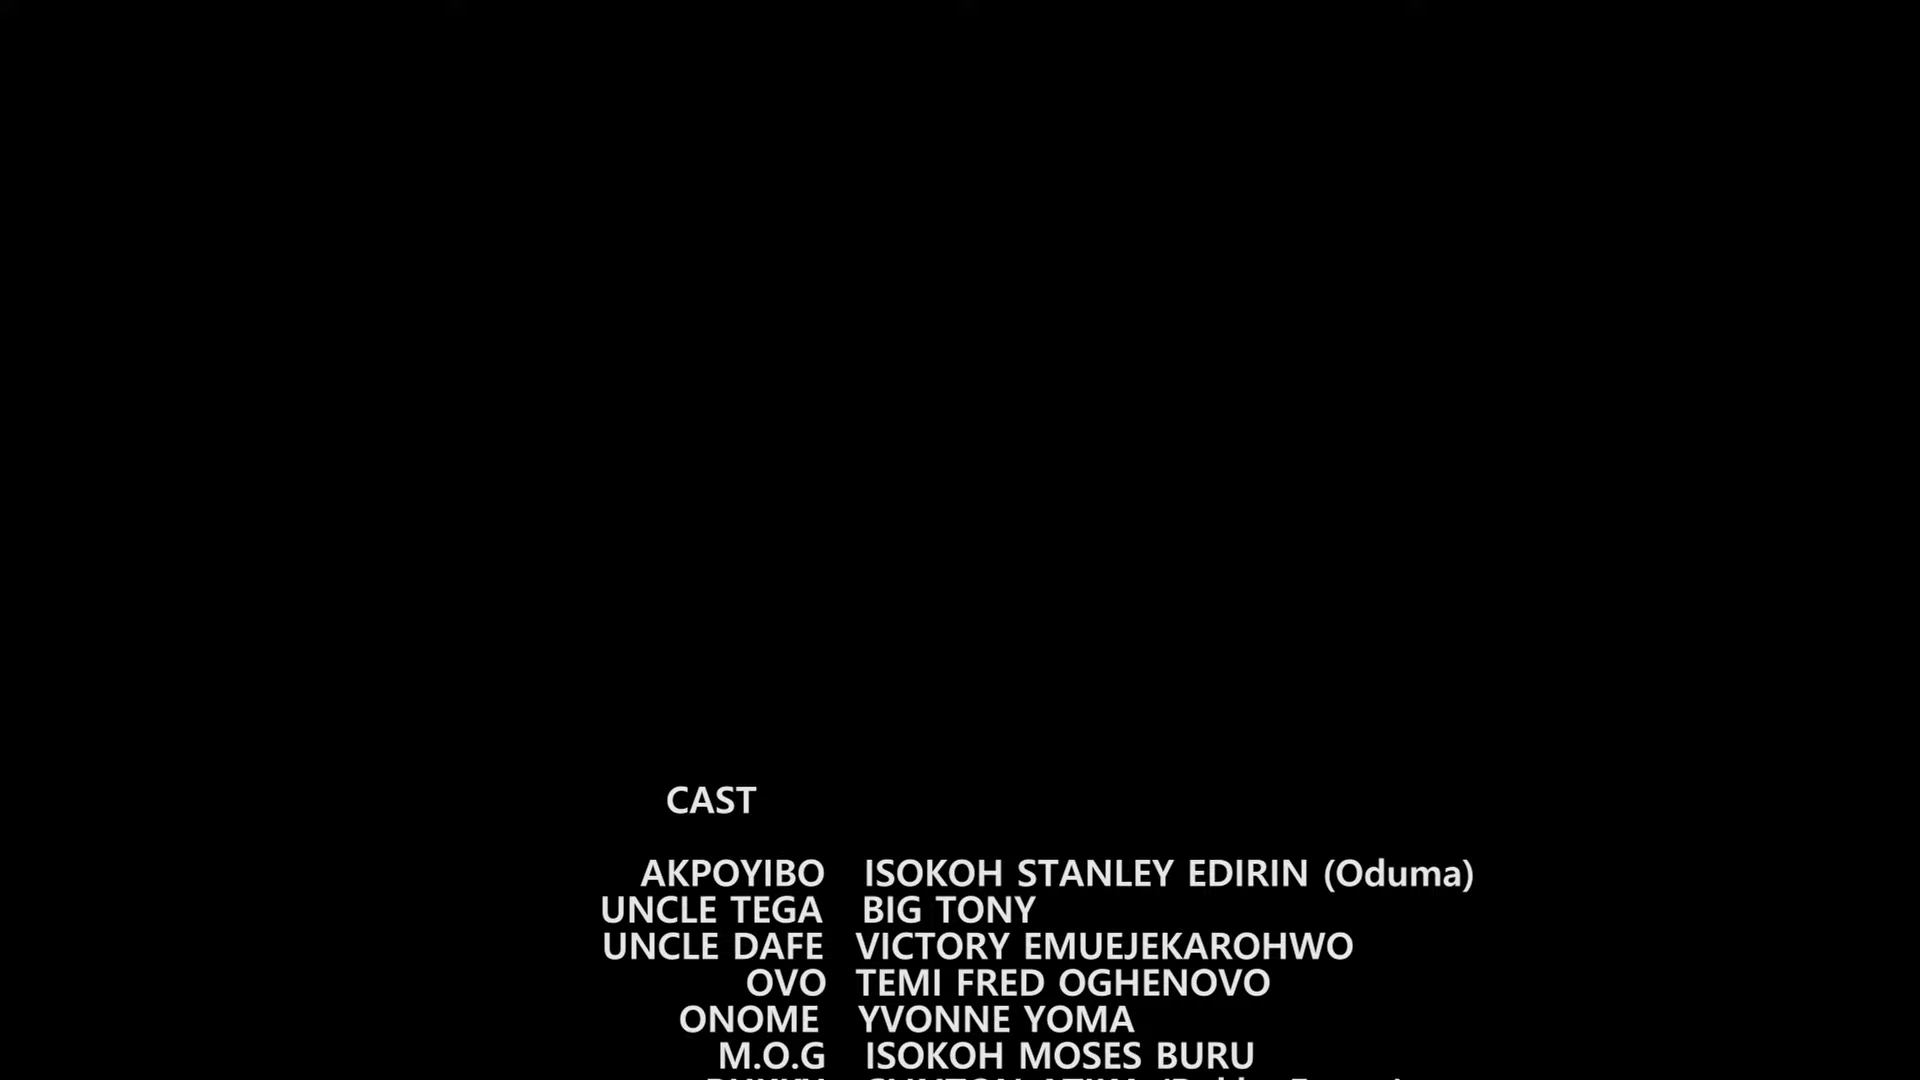 CAST
AKPOYIBO ISOKOH STANLEY EDIRIN (Oduma)
UNCLE TEGA BIG TONY
UNCLE DAFE VICTORY EMUEJEKAROHWO
OVO TEMI FRED OGHENOVO
ONOME YVONNE YOMA
M.O.G ISOKOH MOSES BURU